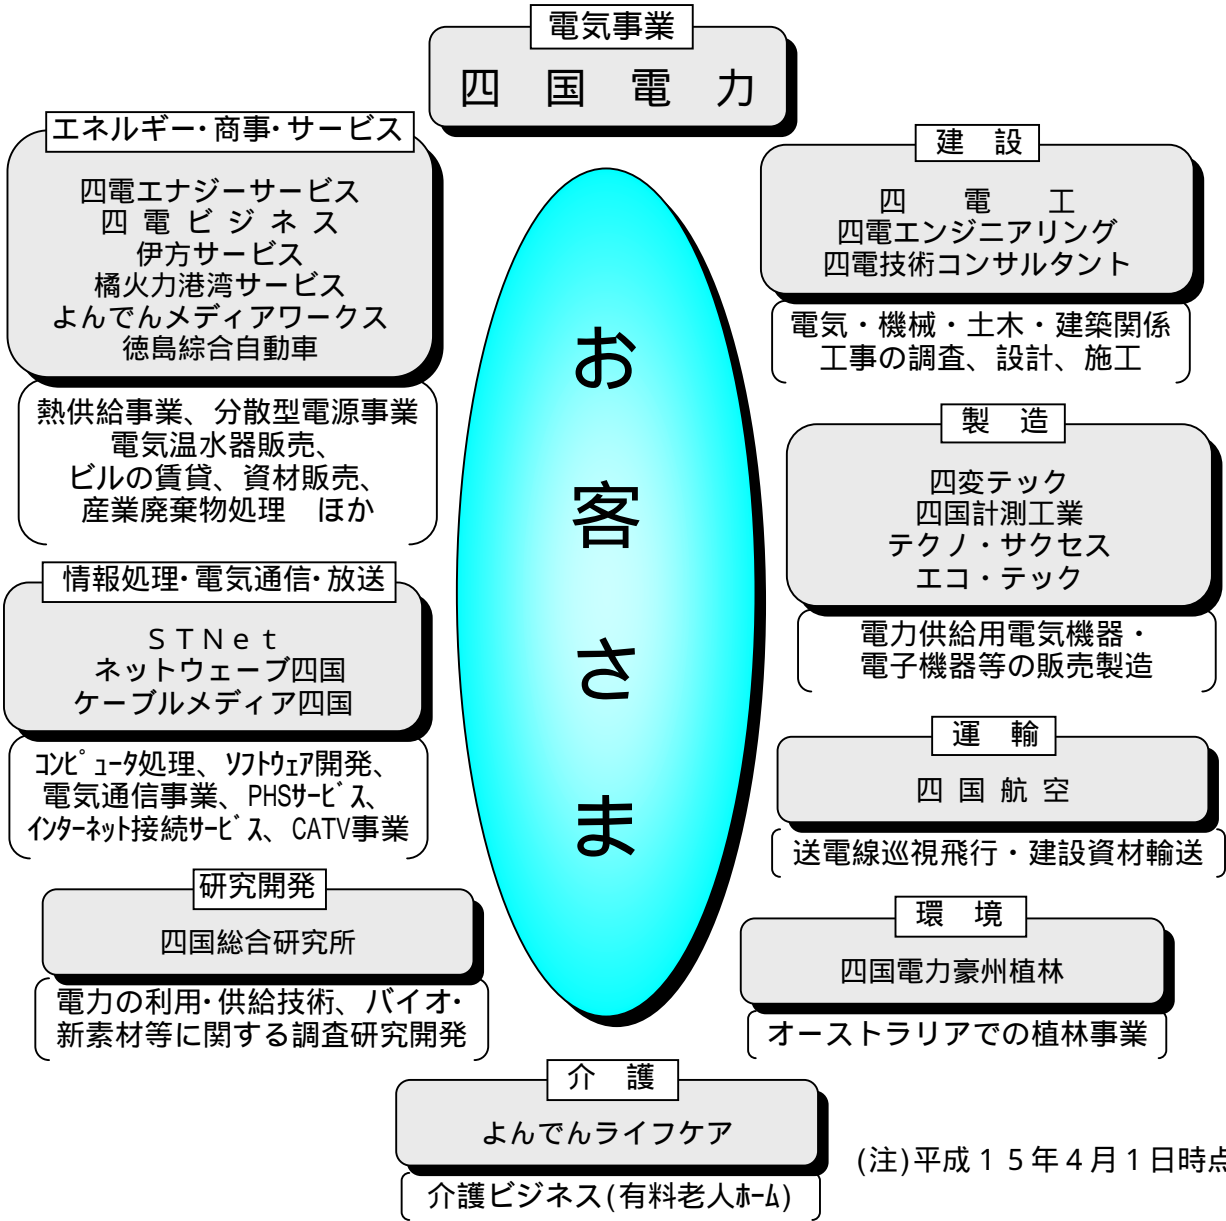 電気事業
四 国 電 力
エネルギー・商事・サービス
四電エナジーサービス
四 電 ビ ジ ネ ス
伊方サービス
橘火力港湾サービス
よんでんメディアワークス
徳島綜合自動車
熱供給事業、分散型電源事業
電気温水器販売、
ビルの賃貸、資材販売、
産業廃棄物処理　ほか
情報処理・電気通信・放送
ＳＴＮｅｔ
ネットウェーブ四国
ケーブルメディア四国
ｺﾝﾋﾟｭｰﾀ処理、ｿﾌﾄｳｪｱ開発、
電気通信事業、PHSｻｰﾋﾞｽ、
ｲﾝﾀｰﾈｯﾄ接続ｻｰﾋﾞｽ、CATV事業
研究開発
四国総合研究所
電力の利用・供給技術、バイオ・
新素材等に関する調査研究開発
お
客
さ
ま
建　設
四　電　工
四電エンジニアリング
四電技術コンサルタント
電気・機械・土木・建築関係
工事の調査、設計、施工
製　造
四変テック
四国計測工業
テクノ・サクセス
エコ・テック
電力供給用電気機器・
電子機器等の販売製造
運　輸
四 国 航 空
送電線巡視飛行・建設資材輸送
環　境
四国電力豪州植林
オーストラリアでの植林事業
介　護
よんでんライフケア
介護ビジネス(有料老人ﾎｰﾑ)
(注)平成１５年４月１日時点